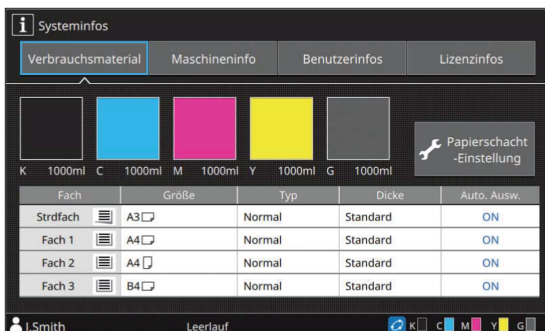 i Systeminfos
Verbrauchsmaterial Maschineninfo Benutzerinfos Lizenzinfos
Papierschacht
-Einstellung
K 1000ml C 1000ml M 1000ml Y 1000ml G 1000ml
Fach Größe Typ Dicke Auto. Ausw.
Strdfach A3 Normal Standard ON
Fach 1 A4 Normal Standard ON
Fach 2 A4 Normal Standard ON
Fach 3 B4 Normal Standard ON
J.Smith Leerlauf K C M Y G